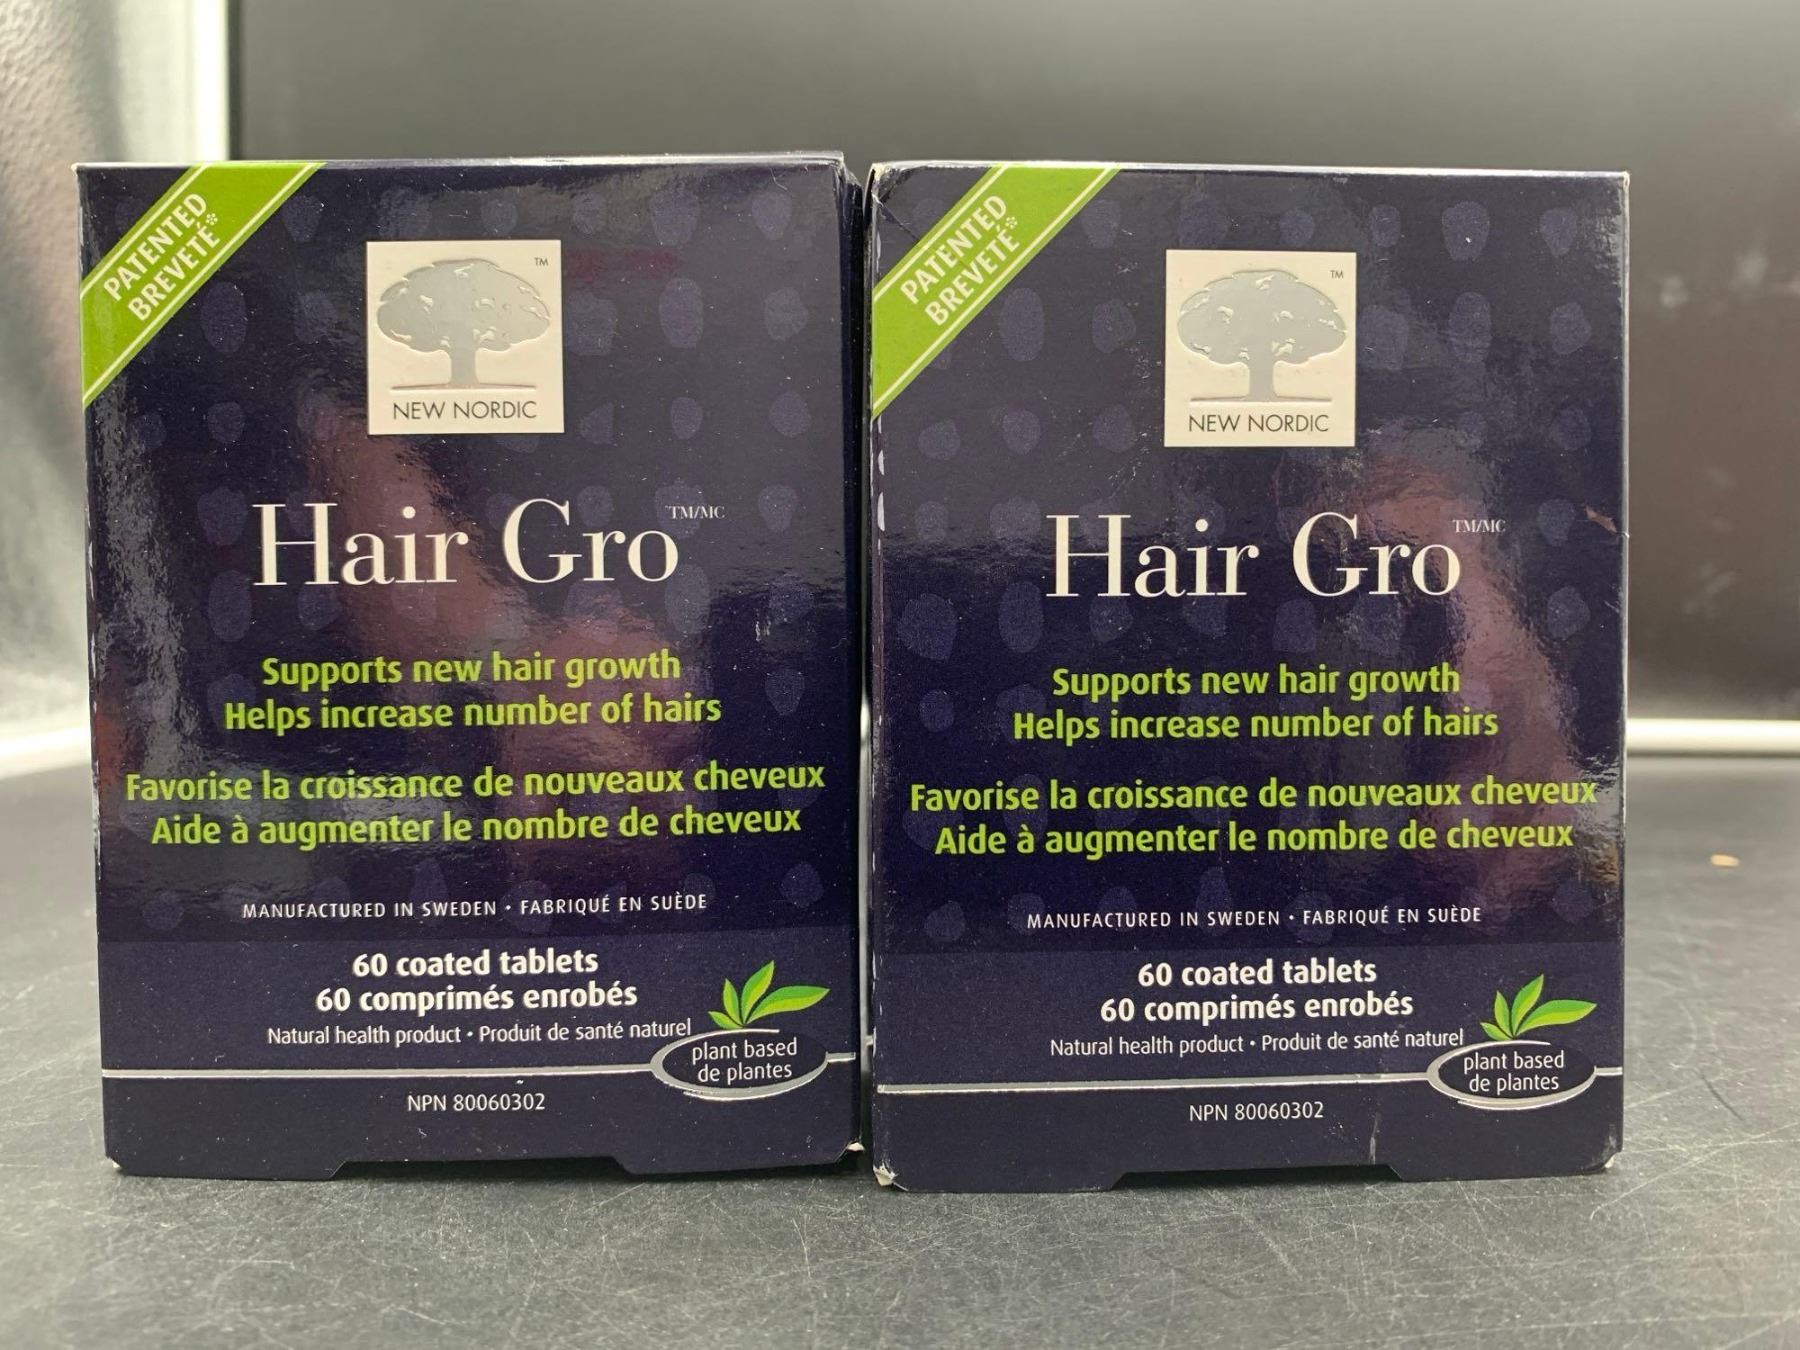 PATENTED
BREVETÉ*
TM
NEW NORDIC
Hair Gro TM/MC
Supports new hair growth
Helps increase number of hairs
Favorise la croissance de nouveaux cheveux
Aide à augmenter le nombre de cheveux
MANUFACTURED IN SWEDEN • FABRIQUÉ EN SUÈDE
60 coated tablets
60 comprimés enrobés
Natural health product • Produit de santé naturel
plant based
de plantes
NPN 80060302
PATENTED
BREVETÉ*
TM
NEW NORDIC
Hair Gro TM/MC
Supports new hair growth
Helps increase number of hairs
Favorise la croissance de nouveaux cheveux
Aide à augmenter le nombre de cheveux
MANUFACTURED IN SWEDEN • FABRIQUÉ EN SUÈDE
60 coated tablets
60 comprimés enrobés
Natural health product • Produit de santé naturel
plant based
de plantes
NPN 80060302